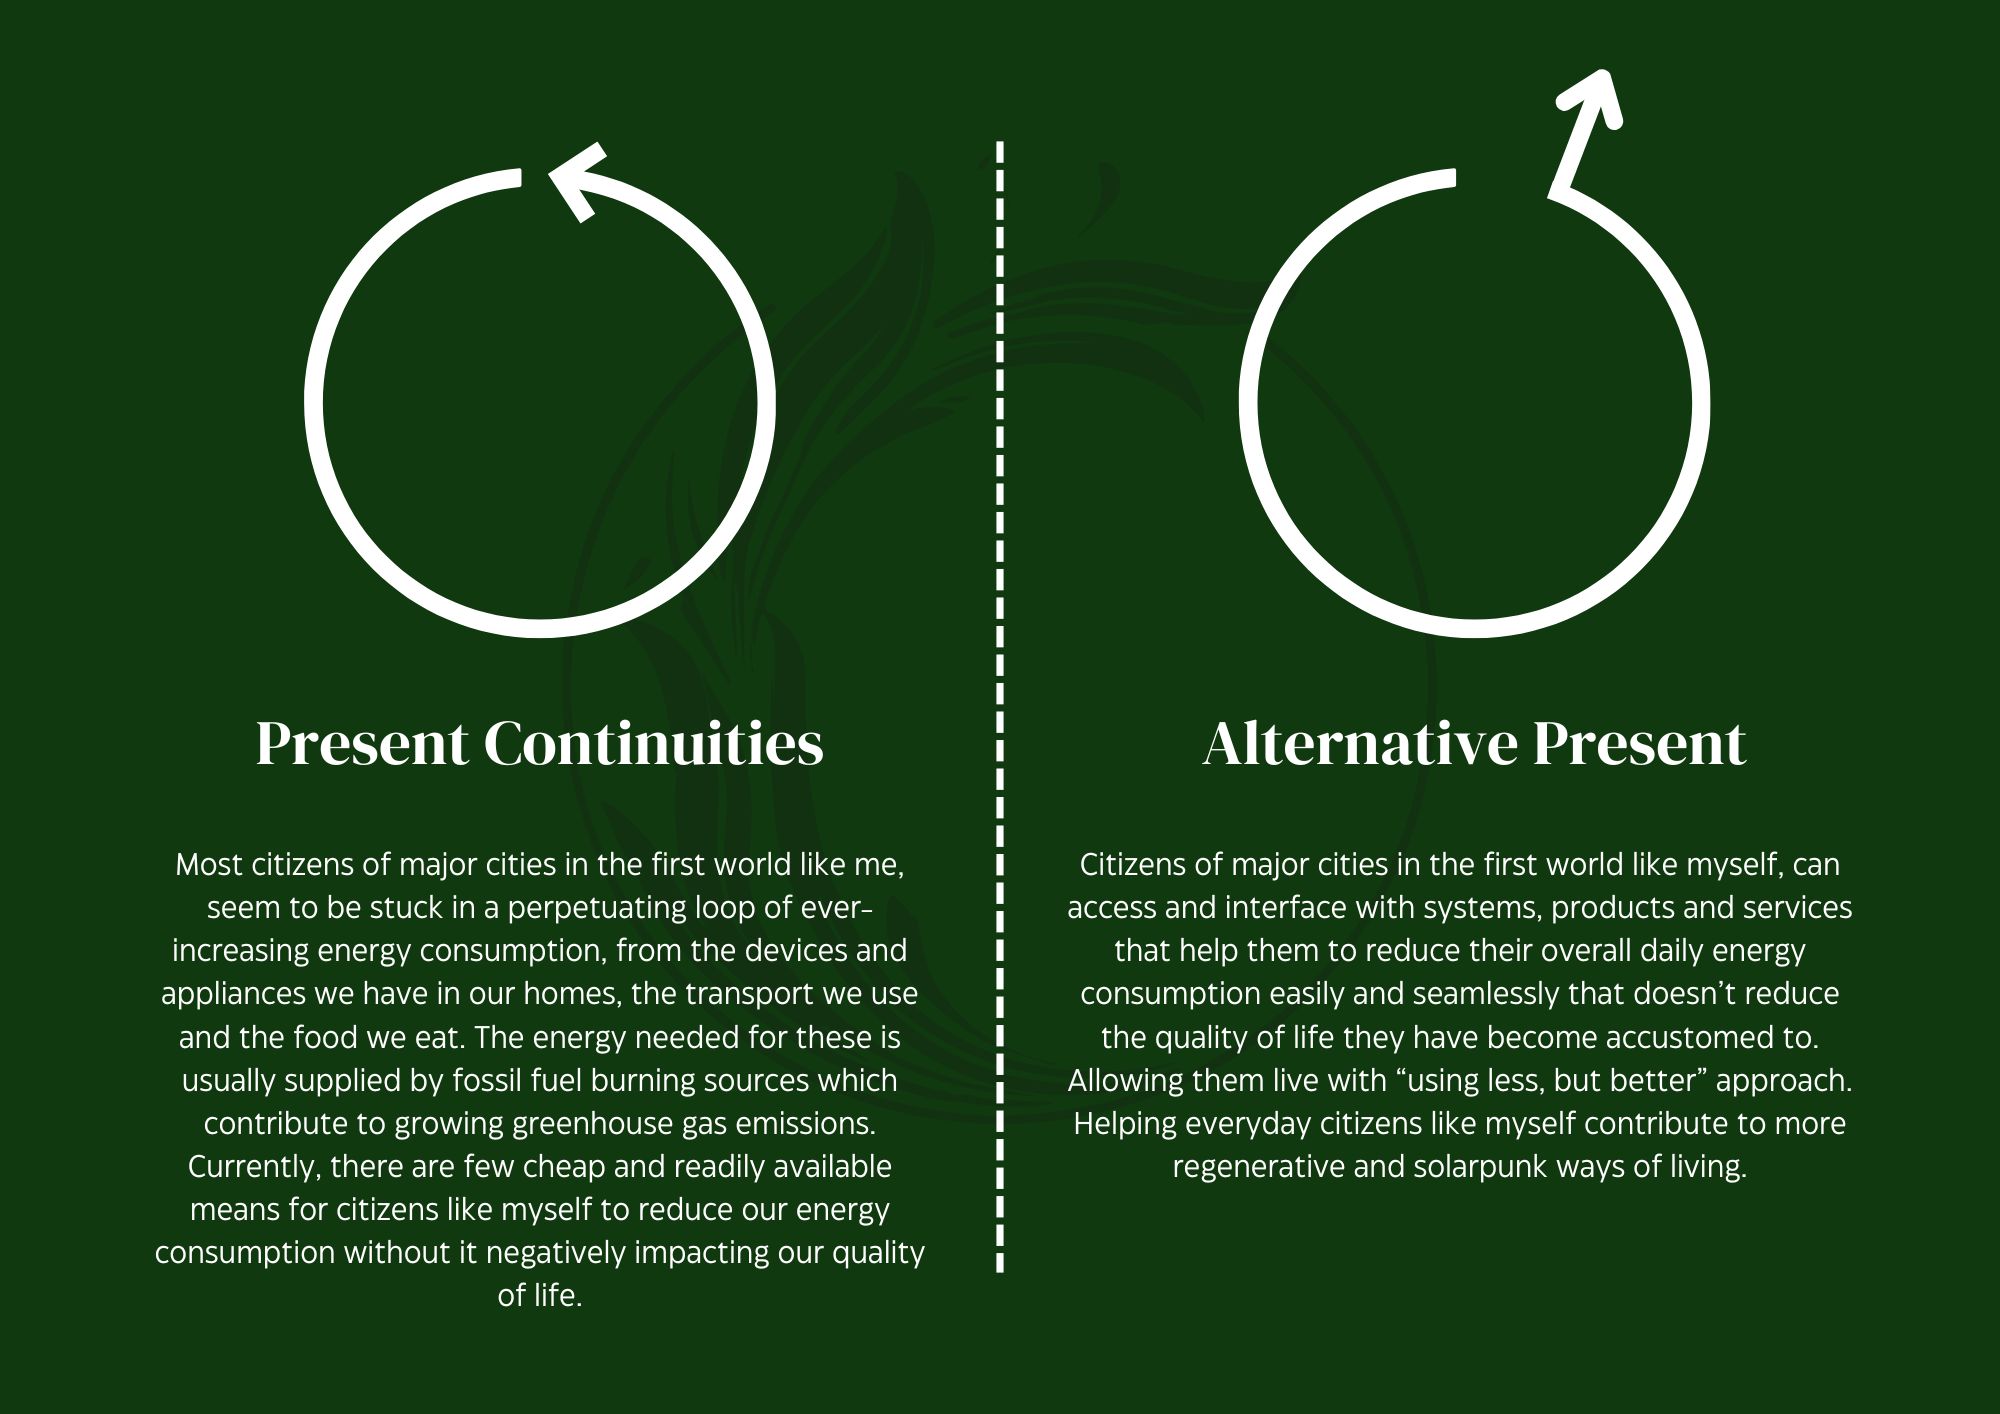 Present Continuities
Most citizens of major cities in the first world like me,
seem to be stuck in a perpetuating loop of ever-
increasing energy consumption, from the devices and
appliances we have in our homes, the transport we use
and the food we eat. The energy needed for these is
usually supplied by fossil fuel burning sources which
contribute to growing greenhouse gas emissions.
Currently, there are few cheap and readily available
means for citizens like myself to reduce our energy
consumption without it negatively impacting our quality
of life.
Alternative Present
Citizens of major cities in the first world like myself, can
access and interface with systems, products and services
that help them to reduce their overall daily energy
consumption easily and seamlessly that doesn’t reduce
the quality of life they have become accustomed to.
Allowing them live with “using less, but better” approach.
Helping everyday citizens like myself contribute to more
regenerative and solarpunk ways of living.